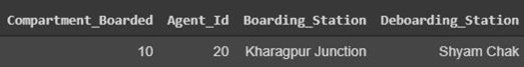 Compartment_Boarded Agent_Id Boarding_Station Deboarding_Station
10 20 Kharagpur Junction Shyam Chak